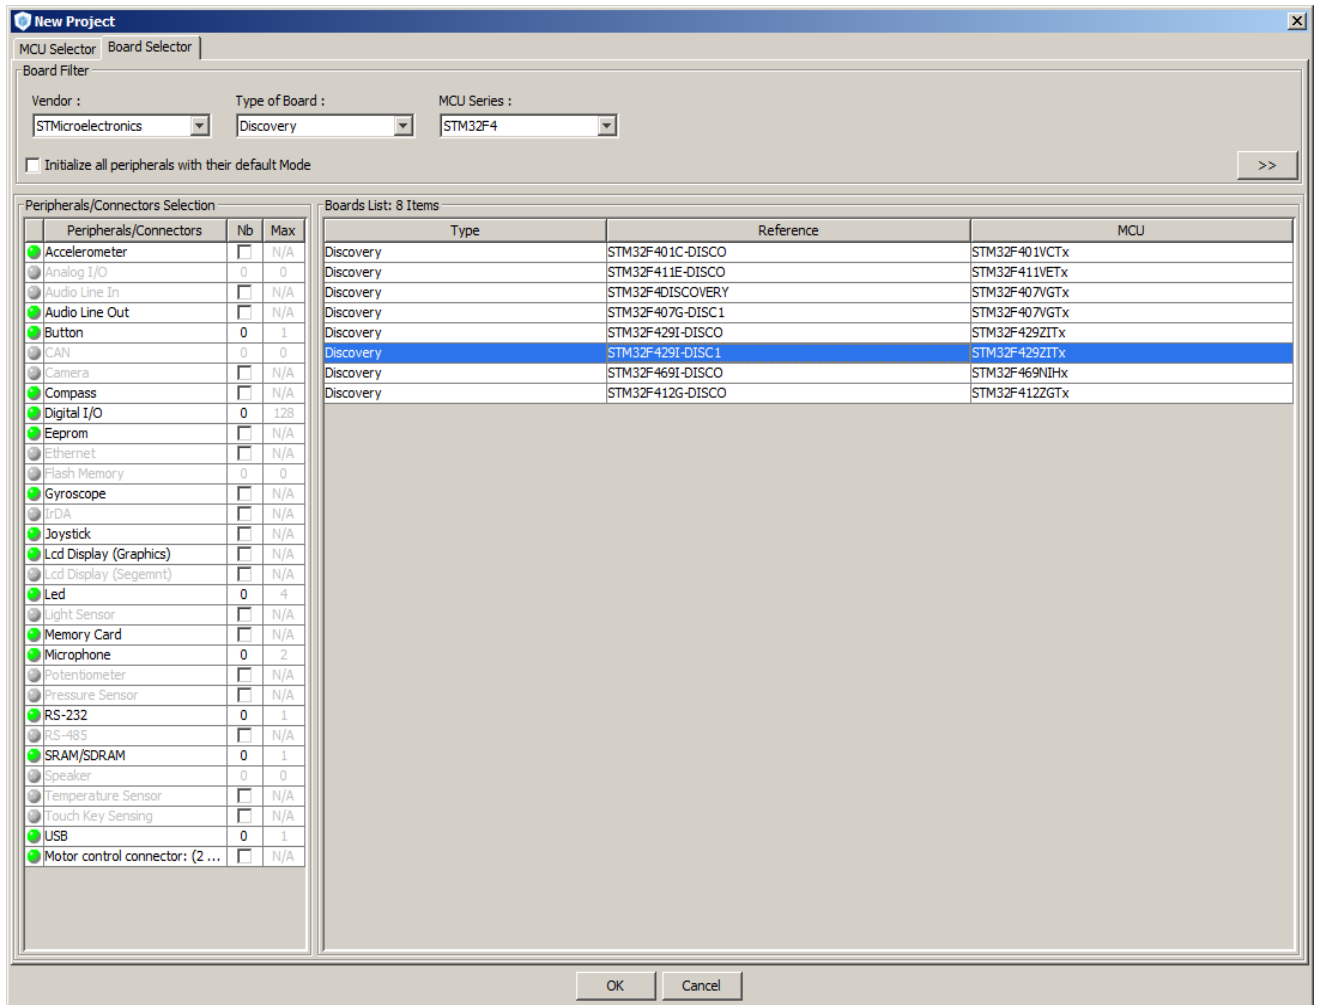 New Project
MCU Selector Board Selector
Board Filter
Vendor : Type of Board : MCU Series :
STMicroelectronics Discovery STM32F4
Initialize all peripherals with their default Mode >>
Peripherals/Connectors Selection Boards List: 8 Items
Peripherals/Connectors Nb Max Type Reference MCU
Accelerometer N/A Discovery STM32F401C-DISCO STM32F401VCTx
Analog I/O 0 0 Discovery STM32F411E-DISCO STM32F411VETx
Audio Line In N/A Discovery STM32F4DISCOVERY STM32F407VGTx
Audio Line Out N/A Discovery STM32F407G-DISC1 STM32F407VGTx
Button 0 1 Discovery STM32F429I-DISCO STM32F429ZITx
CAN 0 0 Discovery STM32F429I-DISC1 STM32F429ZITx
Camera N/A Discovery STM32F469I-DISCO STM32F469NIHx
Compass N/A Discovery STM32F412G-DISCO STM32F412ZGTx
Digital I/O 0 128
Eeprom N/A
Ethernet N/A
Flash Memory 0 0
Gyroscope N/A
IrDA N/A
Joystick N/A
Lcd Display (Graphics) N/A
Lcd Display (Segemnt) N/A
Led 0 4
Light Sensor N/A
Memory Card N/A
Microphone 0 2
Potentiometer N/A
Pressure Sensor N/A
RS-232 0 1
RS-485 N/A
SRAM/SDRAM 0 1
Speaker 0 0
Temperature Sensor N/A
Touch Key Sensing N/A
USB 0 1
Motor control connector: (2 ... N/A
OK Cancel